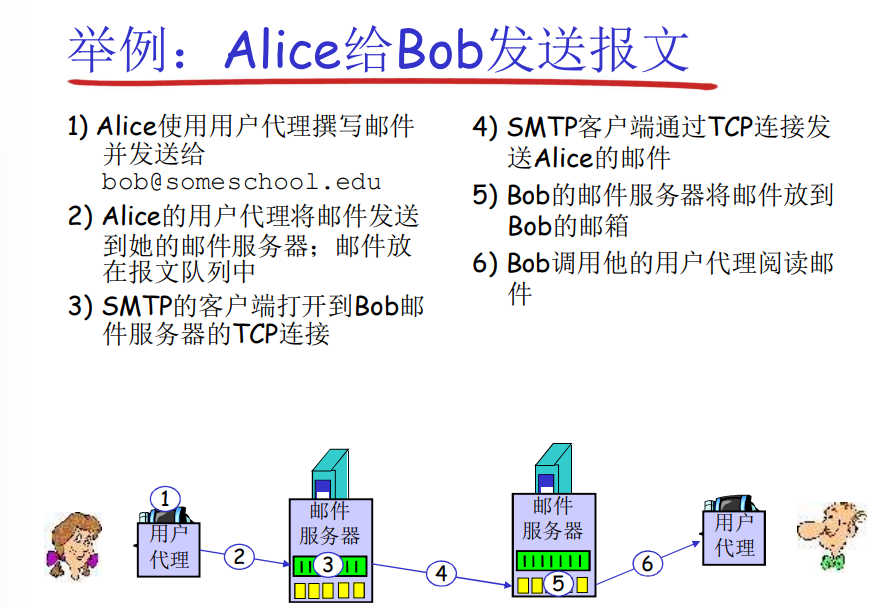 举例：Alice给Bob发送报文
1) Alice使用用户代理撰写邮件
并发送给
bob@someschool.edu
2) Alice的用户代理将邮件发送
到她的邮件服务器；邮件放
在报文队列中
3) SMTP的客户端打开到Bob邮
件服务器的TCP连接
4) SMTP客户端通过TCP连接发
送Alice的邮件
5) Bob的邮件服务器将邮件放到
Bob的邮箱
6) Bob调用他的用户代理阅读邮
件
1
用户
代理
2
邮件
服务器
3
4
邮件
服务器
5
6
用户
代理